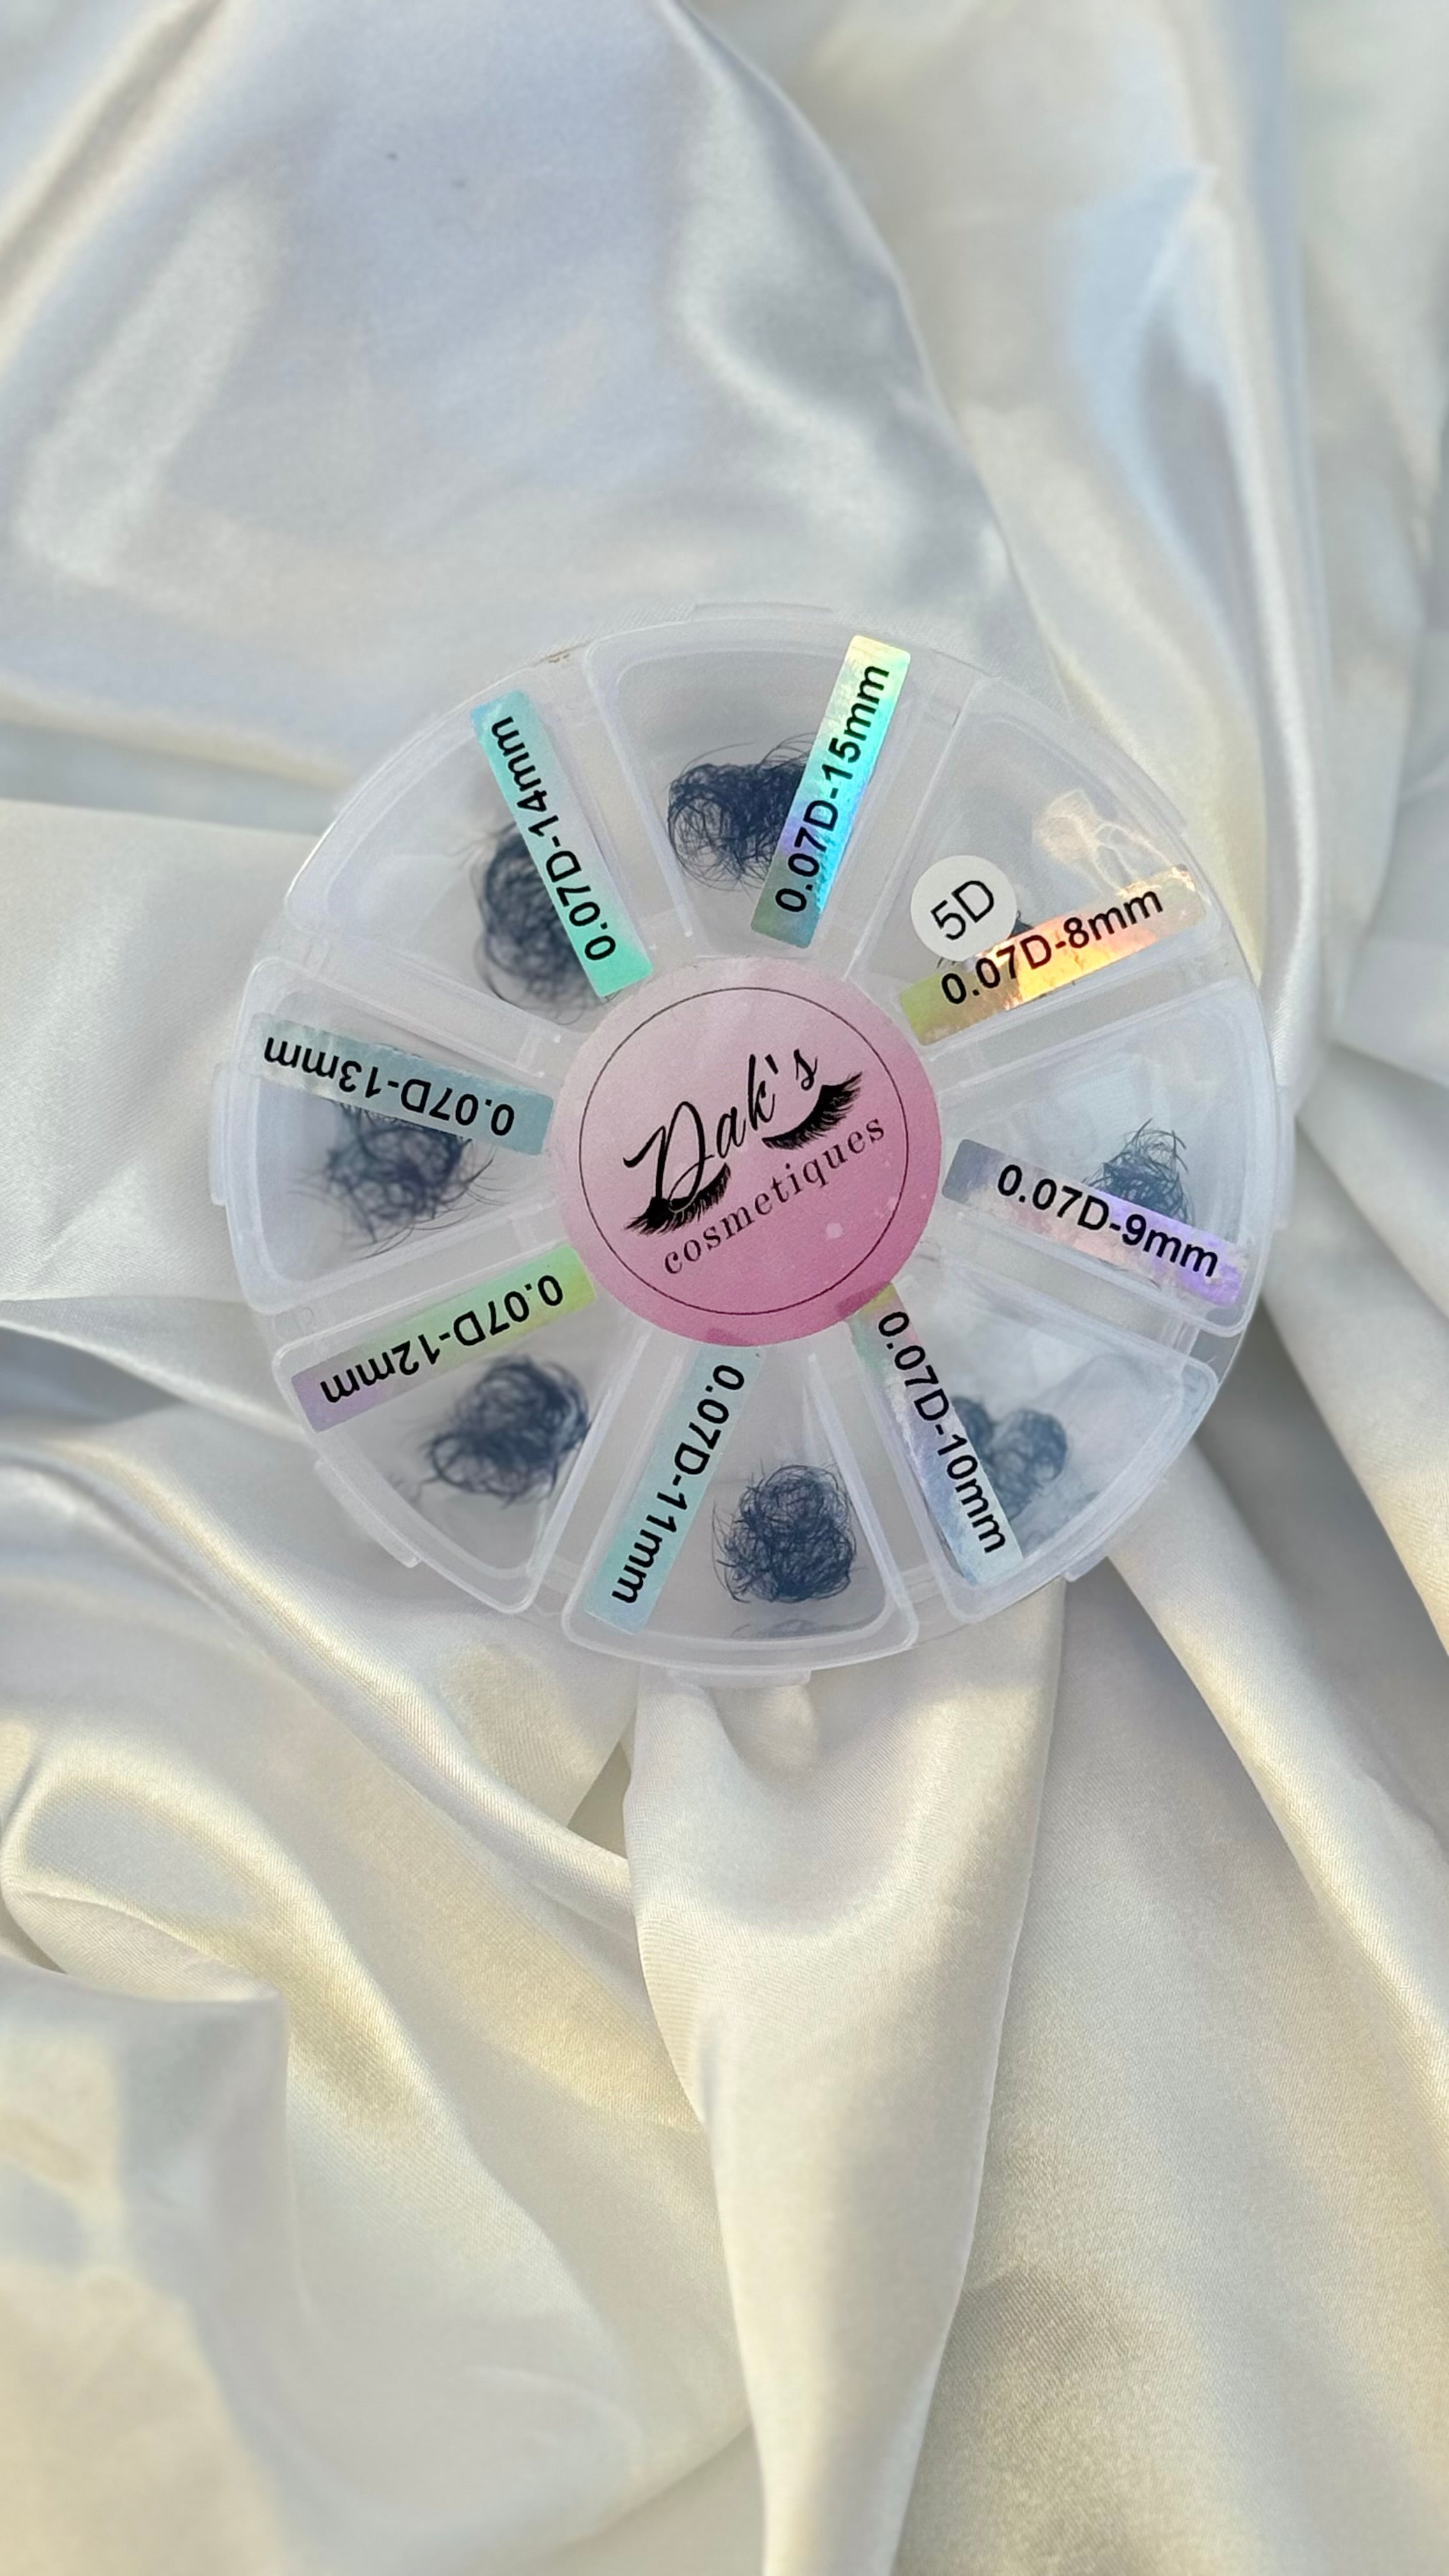 0.07D-15mm
5D
0.07D-8mm
0.07D-9mm
0.07D-10mm
0.07D-11mm
0.07D-12mm
0.07D-13mm
0.07D-14mm
Dak's
cosmetiques